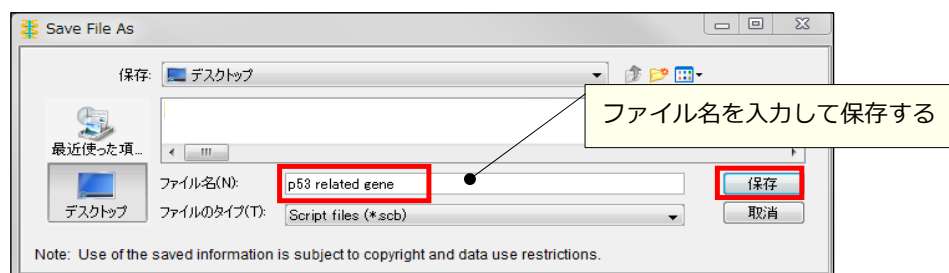 Save File As
保存:
デスクトップ
ファイル名を入力して保存する
最近使った項...
ファイル名(N):
p53 related gene
保存
デスクトップ
ファイルのタイプ(T):
Script files (*.scb)
取消
Note: Use of the saved information is subject to copyright and data use restrictions.